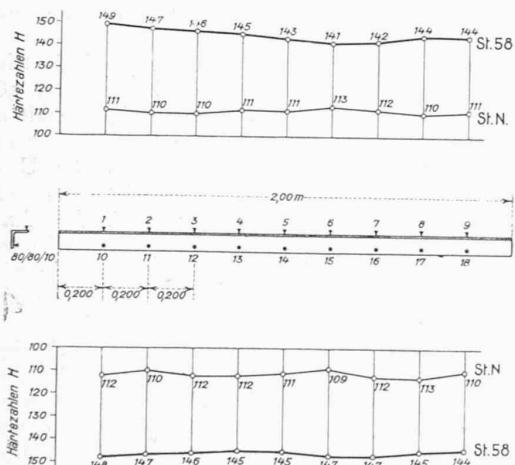 150
149 147 146 145 143 141 142 144 144 St.58
140
130
120
110
111 110 110 111 111 113 112 110 111 St.N.
100
Härtezahlen H
2,00 m
1 2 3 4 5 6 7 8 9
80/80/10
10 11 12 13 14 15 16 17 18
0,200 0,200 0,200
100
110
112 110 112 112 111 109 112 113 110 St.N
120
130
140
150
148 147 146 145 145 147 147 145 144 St.58
Härtezahlen H